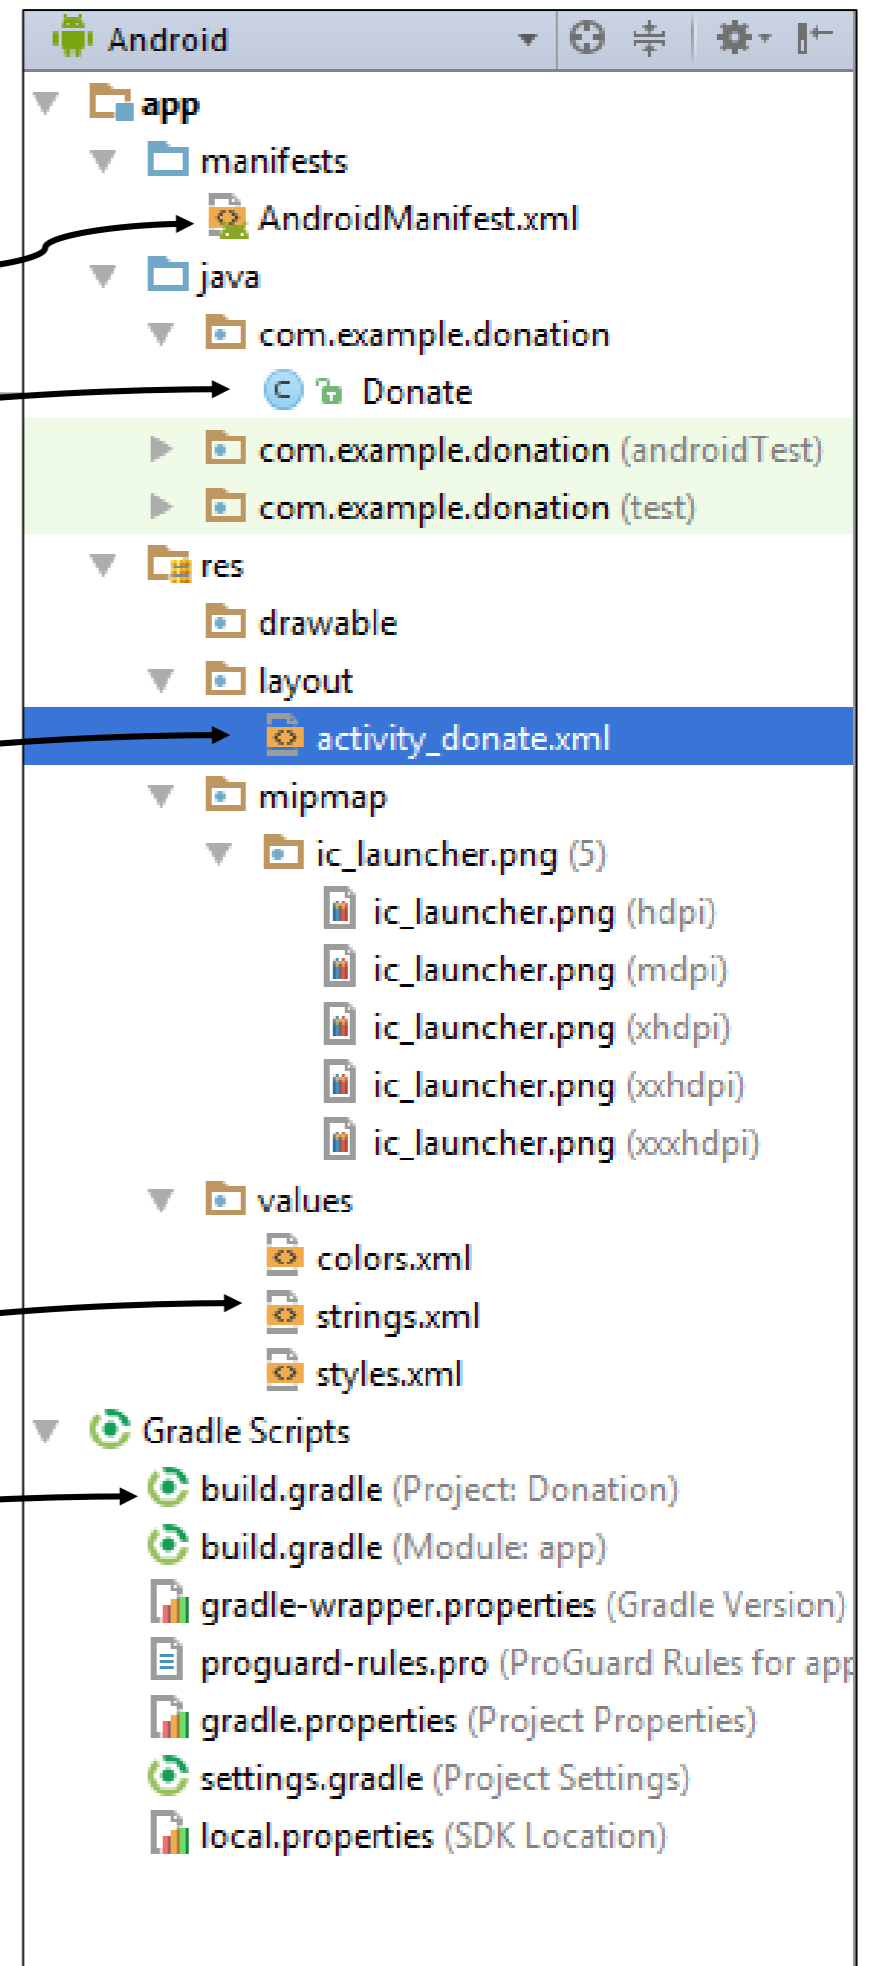 Android
app
manifests
AndroidManifest.xml
java
com.example.donation
Donate
com.example.donation (androidTest)
com.example.donation (test)
res
drawable
layout
activity_donate.xml
mipmap
ic_launcher.png (5)
ic_launcher.png (hdpi)
ic_launcher.png (mdpi)
ic_launcher.png (xhdpi)
ic_launcher.png (xxhdpi)
ic_launcher.png (xxxhdpi)
values
colors.xml
strings.xml
styles.xml
Gradle Scripts
build.gradle (Project: Donation)
build.gradle (Module: app)
gradle-wrapper.properties (Gradle Version)
proguard-rules.pro (ProGuard Rules for app
gradle.properties (Project Properties)
settings.gradle (Project Settings)
local.properties (SDK Location)